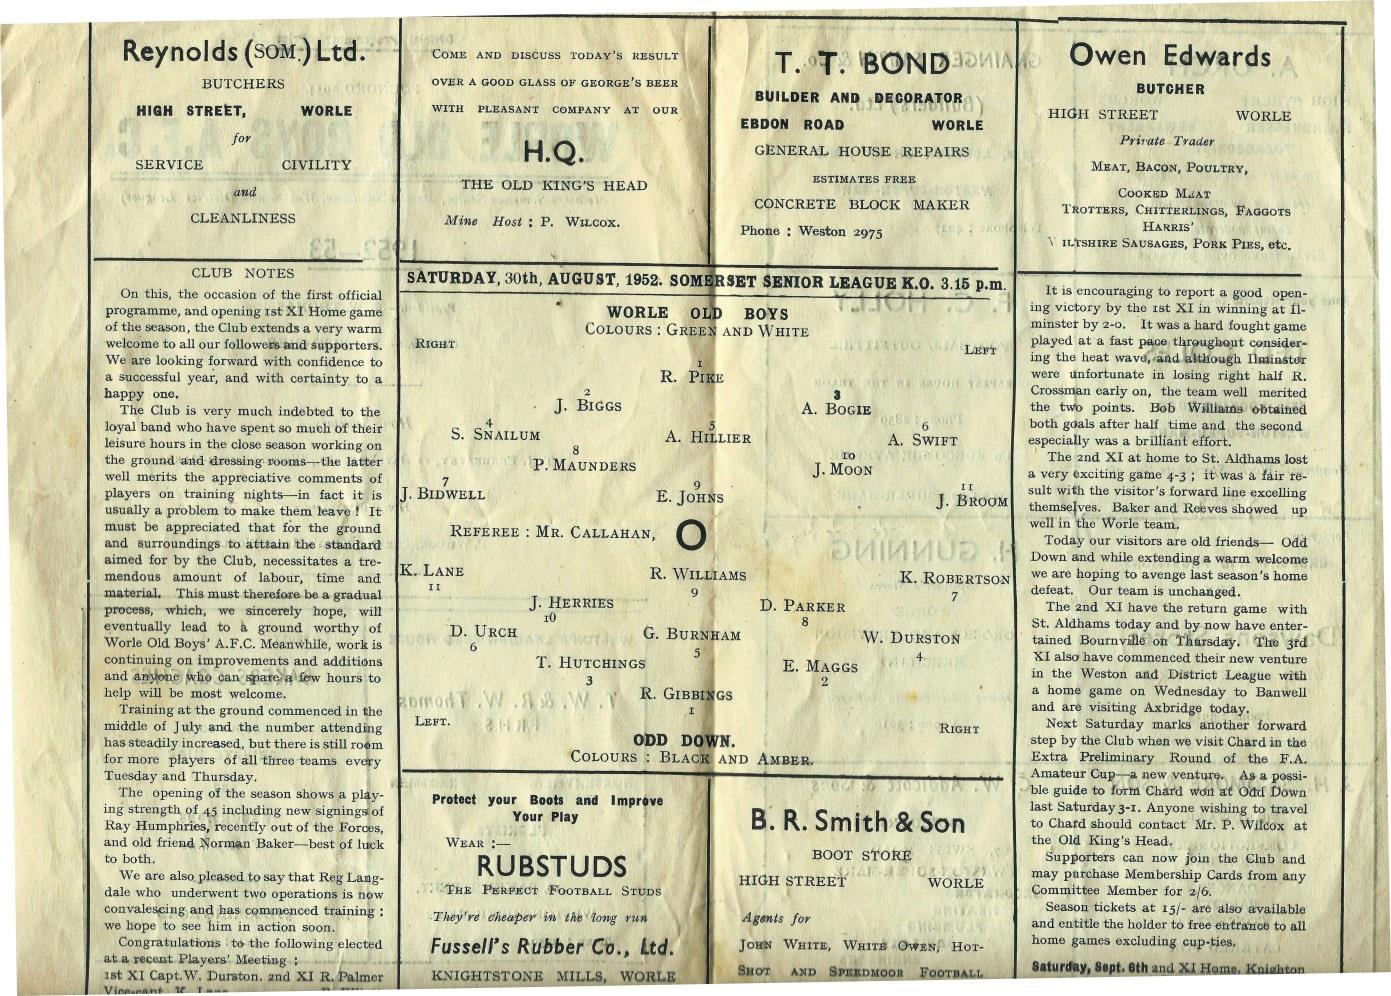 Reynolds (SOM.) Ltd.
BUTCHERS
HIGH STREET, WORLE
for
SERVICE CIVILITY
and
CLEANLINESS
COME AND DISCUSS TODAY'S RESULT
OVER A GOOD GLASS OF GEORGE'S BEER
WITH PLEASANT COMPANY AT OUR
H.Q.
THE OLD KING'S HEAD
Mine Host : P. WILCOX.
T. T. BOND
BUILDER AND DECORATOR
EBDON ROAD WORLE
GENERAL HOUSE REPAIRS
ESTIMATES FREE
CONCRETE BLOCK MAKER
Phone : Weston 2975
Owen Edwards
BUTCHER
HIGH STREET WORLE
Private Trader
MEAT, BACON, POULTRY,
COOKED MEAT
TROTTERS, CHITTERLINGS, FAGGOTS
HARRIS'
WILTSHIRE SAUSAGES, PORK PIES, etc.
CLUB NOTES
On this, the occasion of the first official
programme, and opening 1st XI Home game
of the season, the Club extends a very warm
welcome to all our followers and supporters.
We are looking forward with confidence to
a successful year, and with certainty to a
happy one.
The Club is very much indebted to the
loyal band who have spent so much of their
leisure hours in the close season working on
the ground and dressing rooms—the latter
well merits the appreciative comments of
players on training nights—in fact it is
usually a problem to make them leave ! It
must be appreciated that for the ground
and surroundings to atttain the standard
aimed for by the Club, necessitates a tre-
mendous amount of labour, time and
material. This must therefore be a gradual
process, which, we sincerely hope, will
eventually lead to a ground worthy of
Worle Old Boys' A.F.C. Meanwhile, work is
continuing on improvements and additions
and anyone who can spare a few hours to
help will be most welcome.
Training at the ground commenced in the
middle of July and the number attending
has steadily increased, but there is still room
for more players of all three teams every
Tuesday and Thursday.
The opening of the season shows a play-
ing strength of 45 including new signings of
Ray Humphries, recently out of the Forces,
and old friend Norman Baker—best of luck
to both.
We are also pleased to say that Reg Lang-
dale who underwent two operations is now
convalescing and has commenced training :
we hope to see him in action soon.
Congratulations to the following elected
at a recent Players' Meeting :
1st XI Capt.W. Durston. 2nd XI R. Palmer
Vice-capt. K. Lane
SATURDAY, 30th, AUGUST, 1952. SOMERSET SENIOR LEAGUE K.O. 3.15 p.m.
WORLE OLD BOYS
COLOURS : GREEN AND WHITE
RIGHT LEFT
1
R. PIKE
2 3
J. BIGGS A. BOGIE
4 5 6
S. SNAILUM A. HILLIER A. SWIFT
8 10
P. MAUNDERS J. MOON
7 9 11
J. BIDWELL E. JOHNS J. BROOM
REFEREE : MR. CALLAHAN, O
K. LANE R. WILLIAMS K. ROBERTSON
11 9 7
J. HERRIES D. PARKER
10 8
D. URCH G. BURNHAM W. DURSTON
6 5 4
T. HUTCHINGS E. MAGGS
3 2
R. GIBBINGS
1
LEFT. RIGHT
ODD DOWN.
COLOURS : BLACK AND AMBER.
Protect your Boots and Improve
Your Play
WEAR :—
RUBSTUDS
THE PERFECT FOOTBALL STUDS
They're cheaper in the long run
Fussell's Rubber Co., Ltd.
KNIGHTSTONE MILLS, WORLE
B. R. Smith & Son
BOOT STORE
HIGH STREET WORLE
Agents for
JOHN WHITE, WHITE OWEN, HOT-
SHOT AND SPEEDMOOR FOOTBALL
It is encouraging to report a good open-
ing victory by the 1st XI in winning at Il-
minster by 2-0. It was a hard fought game
played at a fast pace throughout consider-
ing the heat wave, and although Ilminster
were unfortunate in losing right half R.
Crossman early on, the team well merited
the two points. Bob Williams obtained
both goals after half time and the second
especially was a brilliant effort.
The 2nd XI at home to St. Aldhams lost
a very exciting game 4-3 ; it was a fair re-
sult with the visitor's forward line excelling
themselves. Baker and Reeves showed up
well in the Worle team.
Today our visitors are old friends— Odd
Down and while extending a warm welcome
we are hoping to avenge last season's home
defeat. Our team is unchanged.
The 2nd XI have the return game with
St. Aldhams today and by now have enter-
tained Bournville on Thursday. The 3rd
XI also have commenced their new venture
in the Weston and District League with
a home game on Wednesday to Banwell
and are visiting Axbridge today.
Next Saturday marks another forward
step by the Club when we visit Chard in the
Extra Preliminary Round of the F.A.
Amateur Cup—a new venture. As a possi-
ble guide to form Chard won at Odd Down
last Saturday 3-1. Anyone wishing to travel
to Chard should contact Mr. P. Wilcox at
the Old King's Head.
Supporters can now join the Club and
may purchase Membership Cards from any
Committee Member for 2/6.
Season tickets at 15/- are also available
and entitle the holder to free entrance to all
home games excluding cup-ties.
Saturday, Sept. 6th 2nd XI Home, Knighton